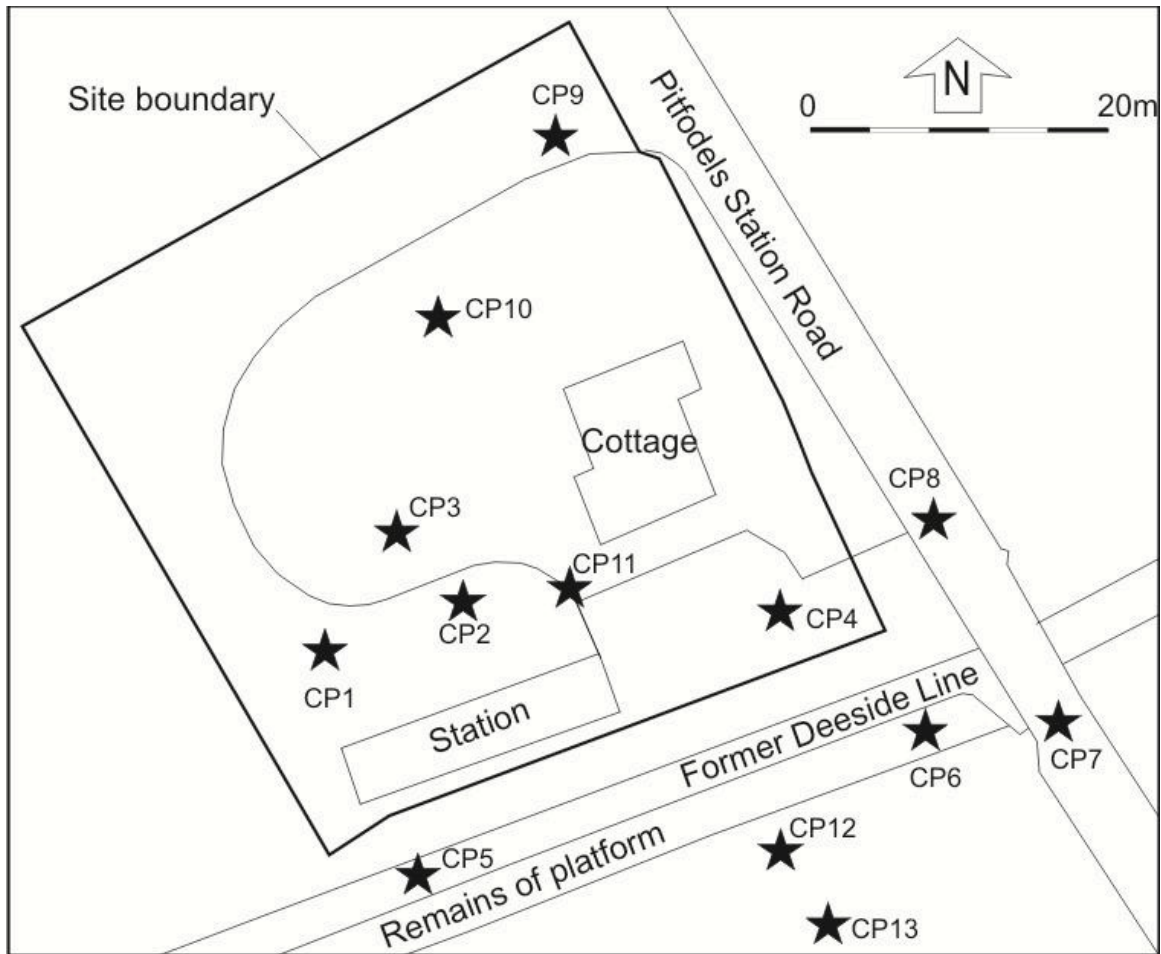 Site boundary
CP9
N
0 20m
Pitfodels Station Road
CP10
Cottage
CP8
CP3
CP11
CP2
CP4
CP1
Station
Former Deeside Line
CP7
CP6
CP12
CP5
Remains of platform
CP13